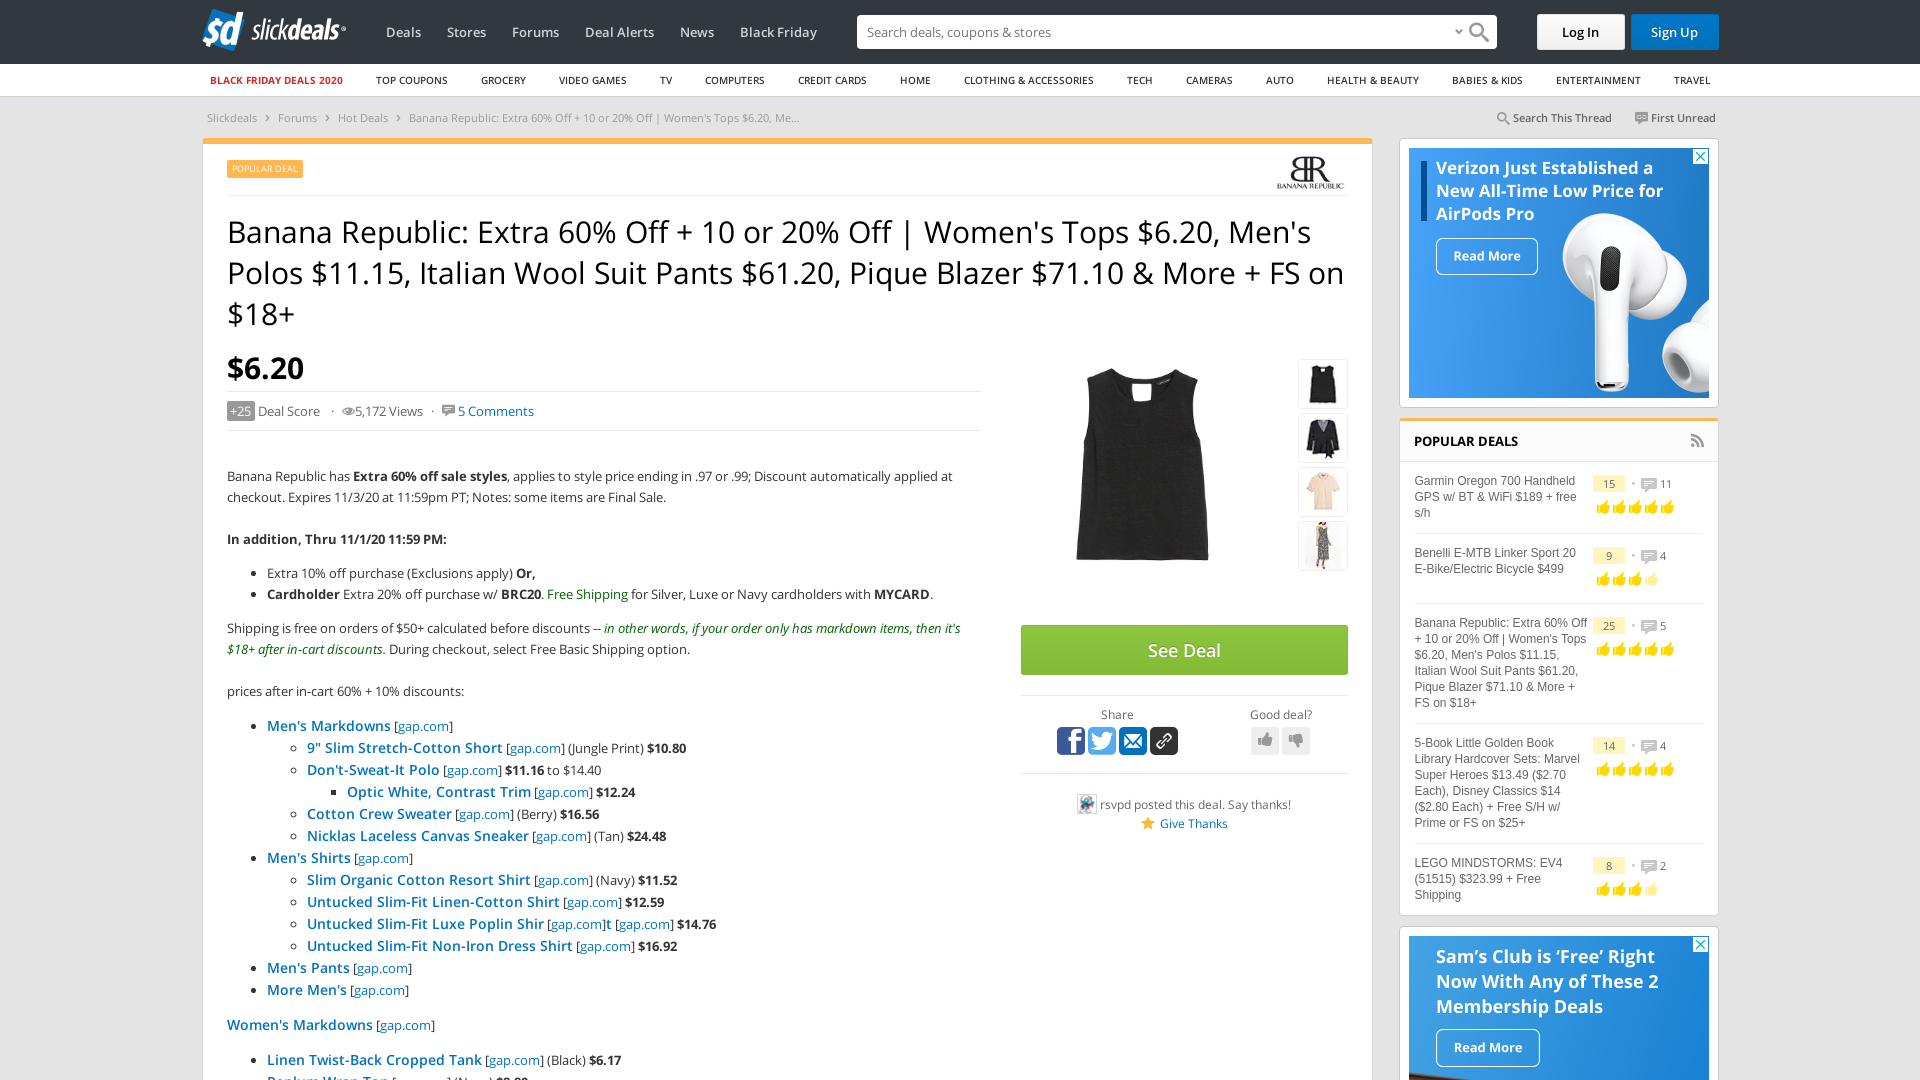 sd slickdeals
Deals Stores Forums Deal Alerts News Black Friday
Search deals, coupons & shopping
Log In
Sign Up
BLACK FRIDAY DEALS 2020 TOP COUPONS GROCERY VIDEO GAMES TV COMPUTERS CREDIT CARDS HOME CLOTHING & ACCESSORIES TECH CAMERAS AUTO HEALTH & BEAUTY BABIES & KIDS ENTERTAINMENT TRAVEL
Slickdeals › Forums › Hot Deals › Banana Republic: Extra 60% Off + 10 or 20% Off | Women's Tops $6.20, Me...
Search This Thread First Unread
POPULAR DEAL
BANANA REPUBLIC
Banana Republic: Extra 60% Off + 10 or 20% Off | Women's Tops $6.20, Men's
Polos $11.15, Italian Wool Suit Pants $61.20, Pique Blazer $71.10 & More + FS on
$18+
$6.20
+25 Deal Score · 5,172 Views · 5 Comments
Banana Republic has Extra 60% off sale styles, applies to style price ending in .97 or .99; Discount automatically applied at
checkout. Expires 11/3/20 at 11:59pm PT; Notes: some items are Final Sale.
In addition, Thru 11/1/20 11:59 PM:
• Extra 10% off purchase (Exclusions apply) Or,
• Cardholder Extra 20% off purchase w/ BRC20. Free Shipping for Silver, Luxe or Navy cardholders with MYCARD.
Shipping is free on orders of $50+ calculated before discounts -- in other words, if your order only has markdown items, then it's
$18+ after in-cart discounts. During checkout, select Free Basic Shipping option.
prices after in-cart 60% + 10% discounts:
• Men's Markdowns [gap.com]
9" Slim Stretch-Cotton Short [gap.com] (Jungle Print) $10.80
Don't-Sweat-It Polo [gap.com] $11.16 to $14.40
Optic White, Contrast Trim [gap.com] $12.24
Cotton Crew Sweater [gap.com] (Berry) $16.56
Nicklas Laceless Canvas Sneaker [gap.com] (Tan) $24.48
• Men's Shirts [gap.com]
Slim Organic Cotton Resort Shirt [gap.com] (Navy) $11.52
Untucked Slim-Fit Linen-Cotton Shirt [gap.com] $12.59
Untucked Slim-Fit Luxe Poplin Shir [gap.com]t [gap.com] $14.76
Untucked Slim-Fit Non-Iron Dress Shirt [gap.com] $16.92
• Men's Pants [gap.com]
• More Men's [gap.com]
Women's Markdowns [gap.com]
• Linen Twist-Back Cropped Tank [gap.com] (Black) $6.17
See Deal
Share
Good deal?
rsvpd posted this deal. Say thanks!
Give Thanks
Verizon Just Established a
New All-Time Low Price for
AirPods Pro
Read More
POPULAR DEALS
Garmin Oregon 700 Handheld
GPS w/ BT & WiFi $189 + free
s/h
15 • 11
Benelli E-MTB Linker Sport 20
E-Bike/Electric Bicycle $499
9 • 4
Banana Republic: Extra 60% Off
+ 10 or 20% Off | Women's Tops
$6.20, Men's Polos $11.15,
Italian Wool Suit Pants $61.20,
Pique Blazer $71.10 & More +
FS on $18+
25 • 5
5-Book Little Golden Book
Library Hardcover Sets: Marvel
Super Heroes $13.49 ($2.70
Each), Disney Classics $14
($2.80 Each) + Free S/H w/
Prime or FS on $25+
14 • 4
LEGO MINDSTORMS: EV4
(51515) $323.99 + Free
Shipping
8 • 2
Sam's Club is ‘Free’ Right
Now With Any of These 2
Membership Deals
Read More